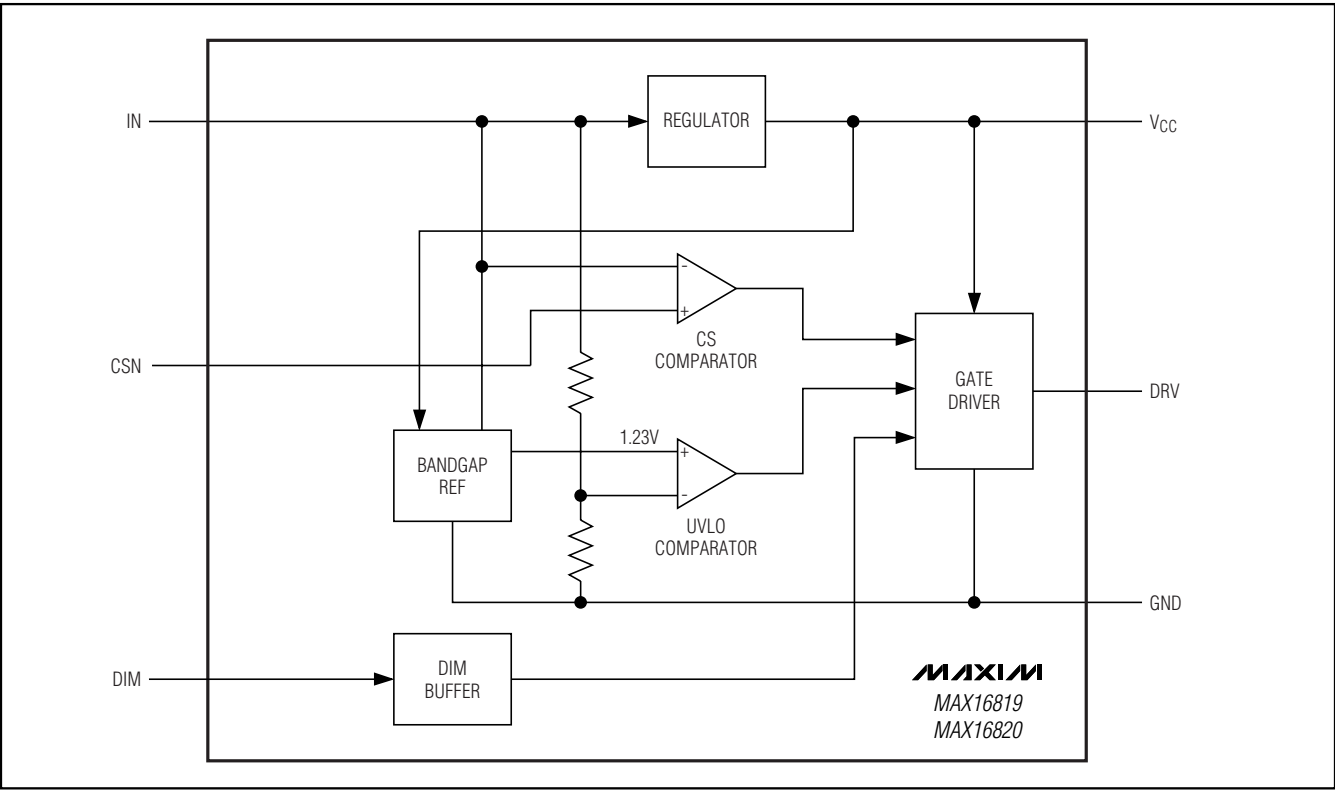 IN
REGULATOR
VCC
-
+
CS
COMPARATOR
CSN
GATE
DRIVER
DRV
1.23V
BANDGAP
REF
+
-
UVLO
COMPARATOR
GND
DIM
DIM
BUFFER
MAXIM
MAX16819
MAX16820